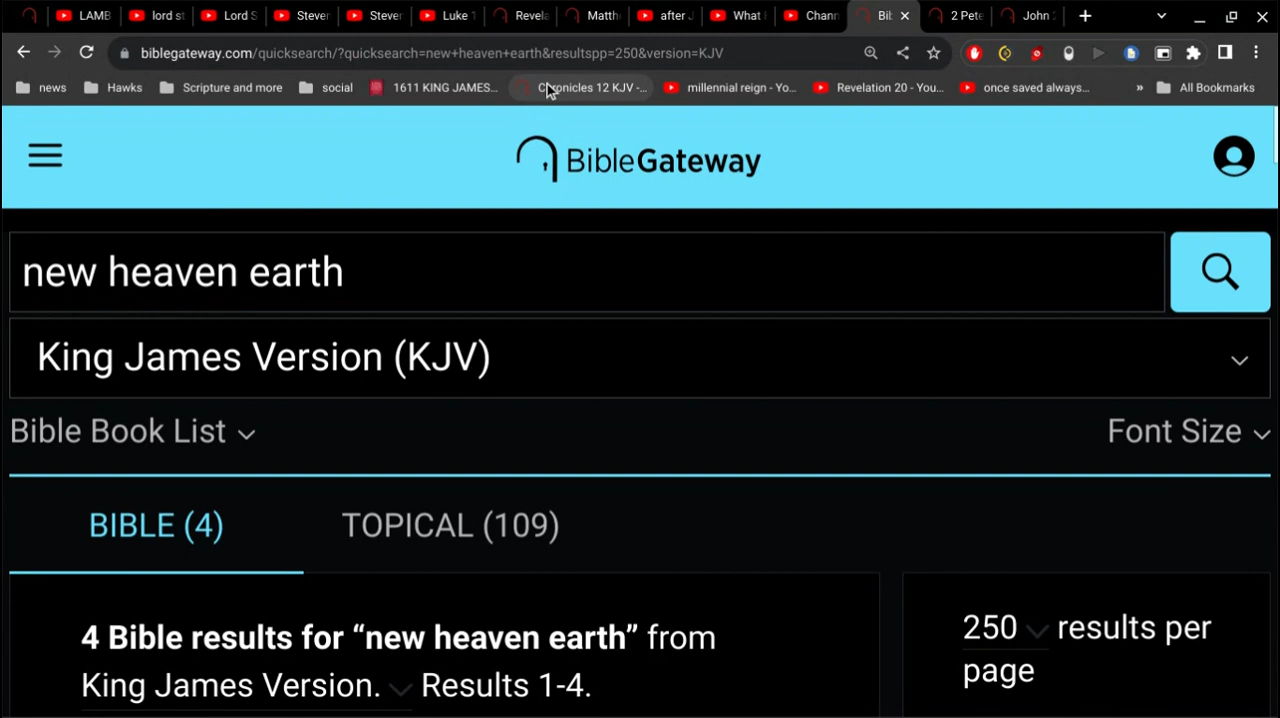 LAMB
lord st
Lord S
Steven
Steve
Luke 1
Revela
Matth
after J
What
Chann
Bib
2 Pete
John
biblegateway.com/quicksearch/?quicksearch=new+heaven+earth&resultspp=250&version=KJV
news
Hawks
Scripture and more
social
1611 KING JAMES...
Chronicles 12 KJV -...
millennial reign - Yo...
Revelation 20 - You...
once saved always...
»
All Bookmarks
BibleGateway
new heaven earth
King James Version (KJV)
Bible Book List
Font Size
BIBLE (4)
TOPICAL (109)
4 Bible results for “new heaven earth” from
King James Version. Results 1-4.
250 results per
page